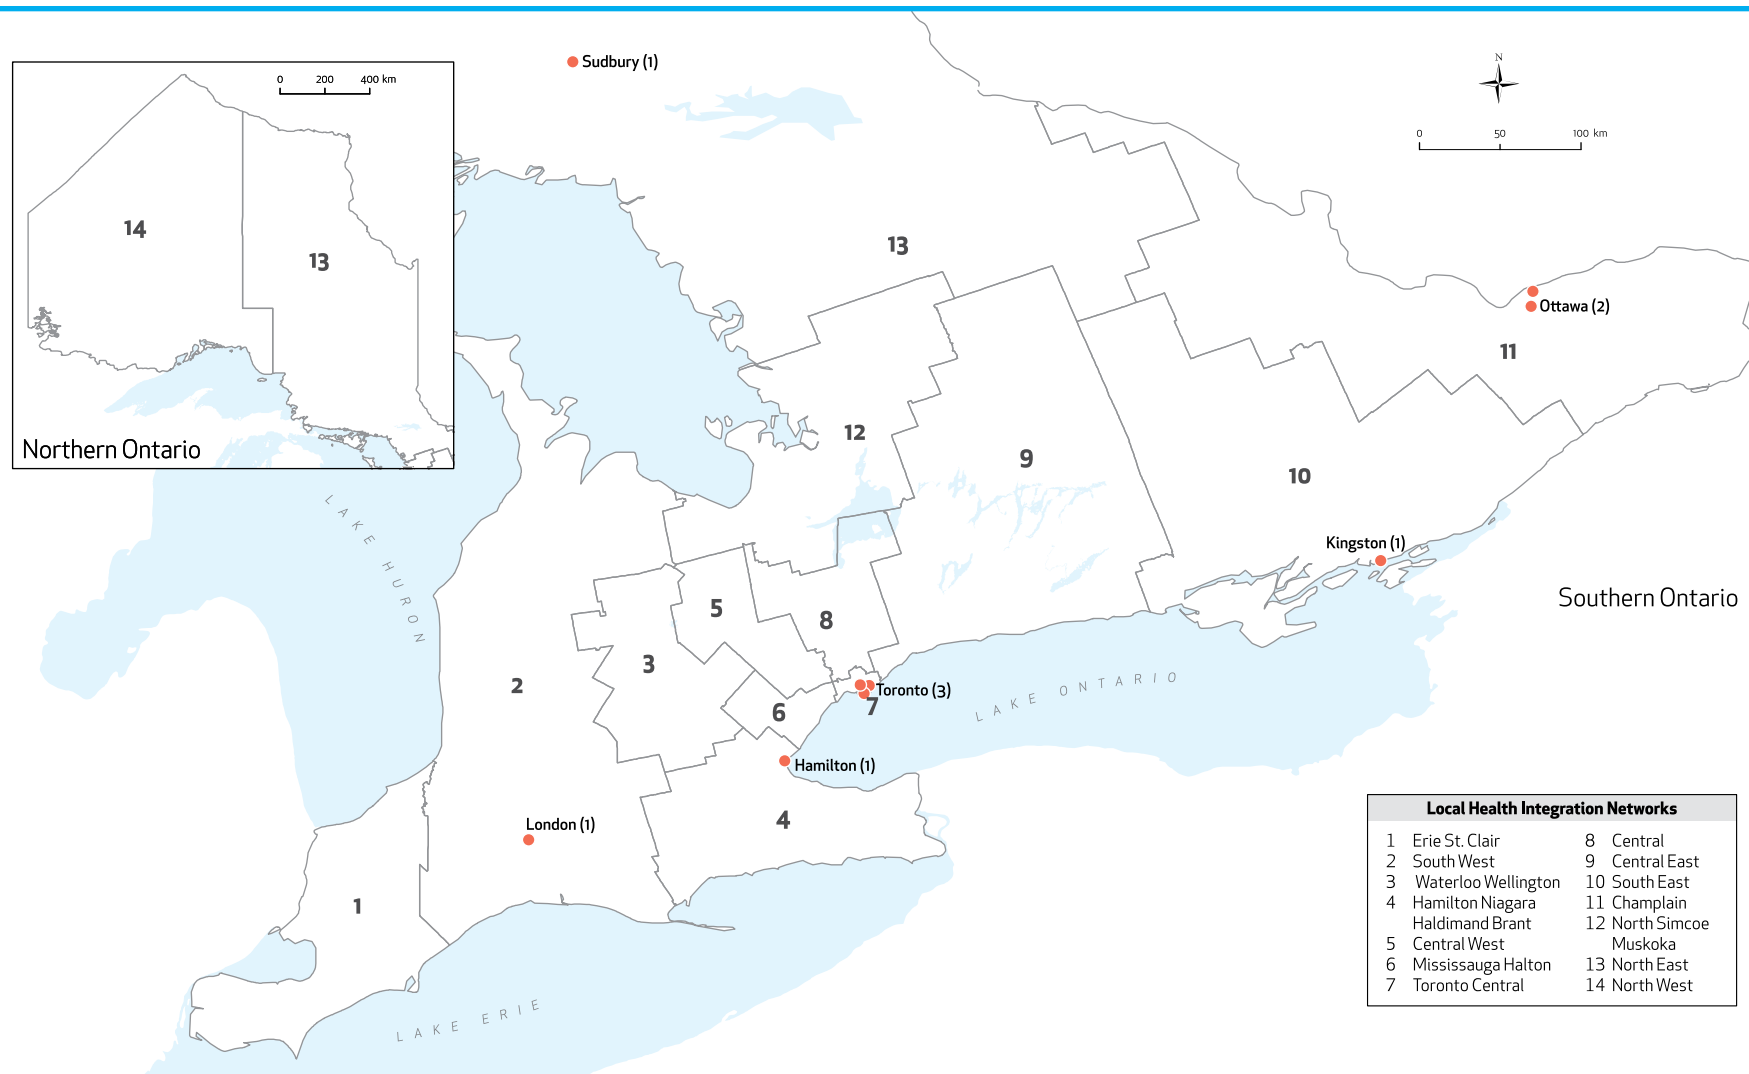 Sudbury (1)
0 200 400 km
N
0 50 100 km
14
13
13
Ottawa (2)
11
12
9
10
Northern Ontario
LAKE HURON
Kingston (1)
Southern Ontario
5
8
3
2
LAKE ONTARIO
Toronto (3)
7
6
Hamilton (1)
4
London (1)
1
LAKE ERIE
Local Health Integration Networks
1 Erie St. Clair
2 South West
3 Waterloo Wellington
4 Hamilton Niagara
Haldimand Brant
5 Central West
6 Mississauga Halton
7 Toronto Central
8 Central
9 Central East
10 South East
11 Champlain
12 North Simcoe
Muskoka
13 North East
14 North West